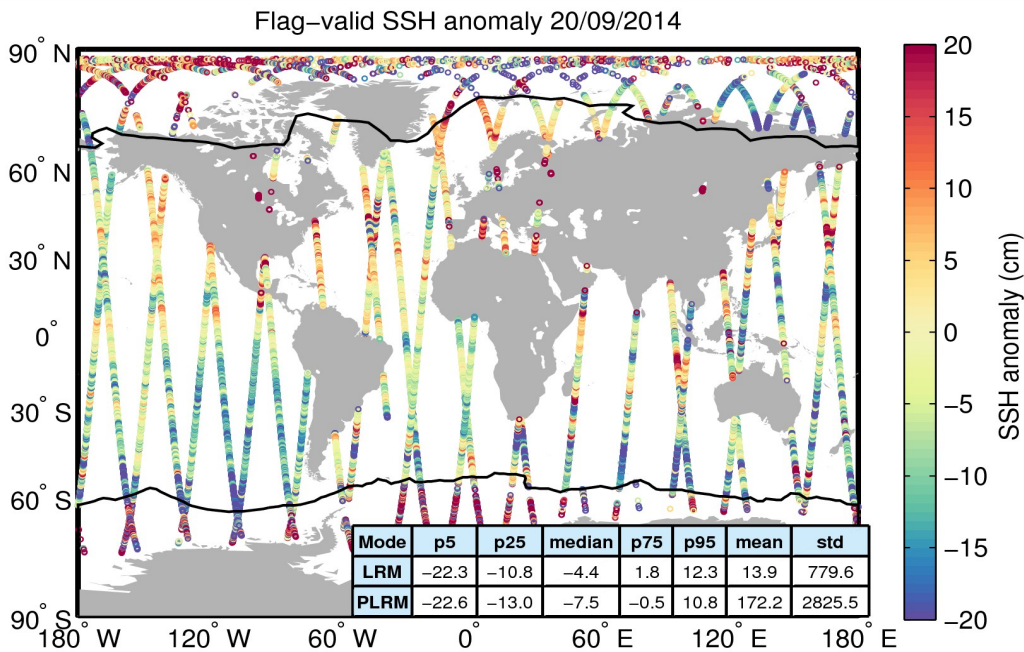 Flag−valid SSH anomaly 20/09/2014
90° N
60° N
30° N
0°
30° S
60° S
90° S
180° W 120° W 60° W 0° 60° E 120° E 180° E
Mode p5 p25 median p75 p95 mean std
LRM −22.3 −10.8 −4.4 1.8 12.3 13.9 779.6
PLRM −22.6 −13.0 −7.5 −0.5 10.8 172.2 2825.5
20
15
10
5
0
−5
−10
−15
−20
SSH anomaly (cm)